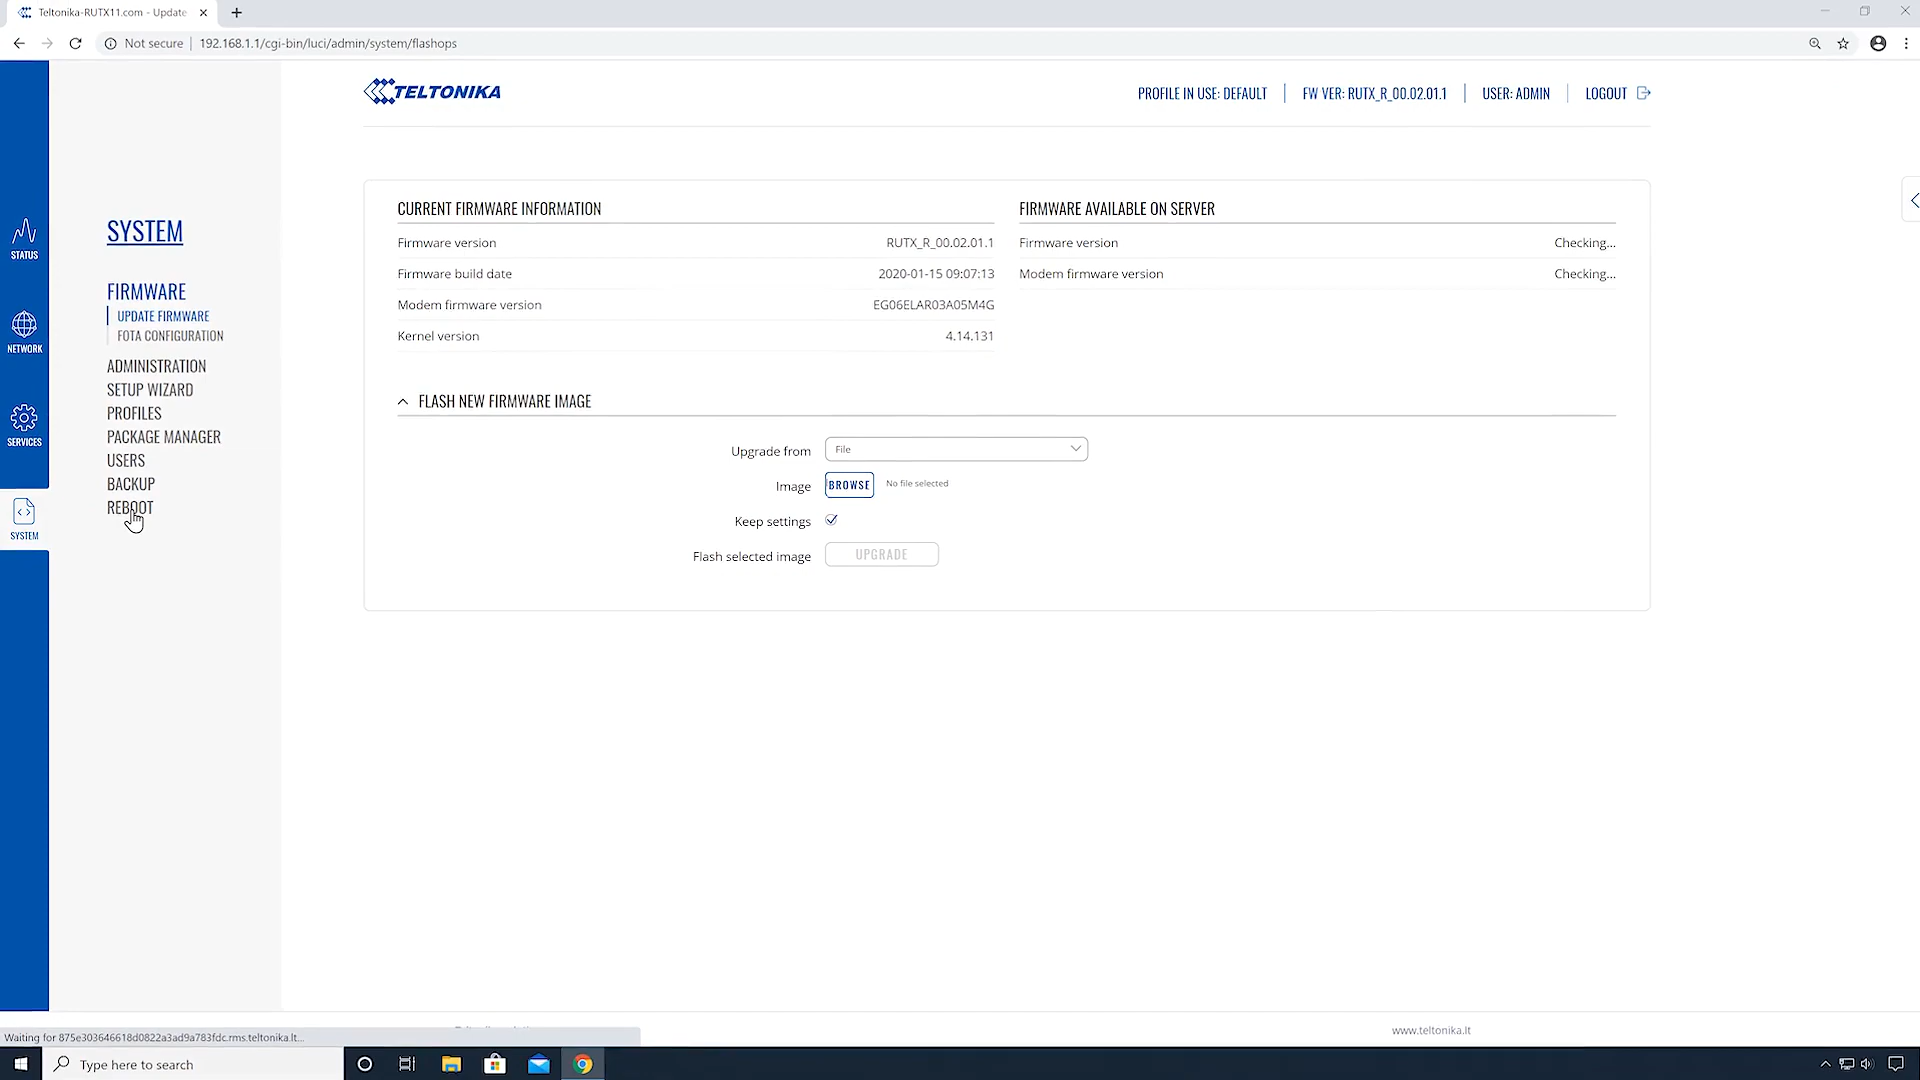 Teltonika-RUTX11.com - Update
Not secure
192.168.1.1/cgi-bin/luci/admin/system/flashops
TELTONIKA
PROFILE IN USE: DEFAULT
FW VER: RUTX_R_00.02.01.1
USER: ADMIN
LOGOUT
STATUS
NETWORK
SERVICES
SYSTEM
SYSTEM
FIRMWARE
UPDATE FIRMWARE
FOTA CONFIGURATION
ADMINISTRATION
SETUP WIZARD
PROFILES
PACKAGE MANAGER
USERS
BACKUP
REBOOT
CURRENT FIRMWARE INFORMATION
Firmware version RUTX_R_00.02.01.1
Firmware build date 2020-01-15 09:07:13
Modem firmware version EG06ELAR03A05M4G
Kernel version 4.14.131
FIRMWARE AVAILABLE ON SERVER
Firmware version Checking...
Modem firmware version Checking...
FLASH NEW FIRMWARE IMAGE
Upgrade from File
Image BROWSE No file selected
Keep settings
Flash selected image UPGRADE
www.teltonika.lt
Waiting for 875e303646618d0822a3ad9a783fdc.rms.teltonika.lt...
Type here to search